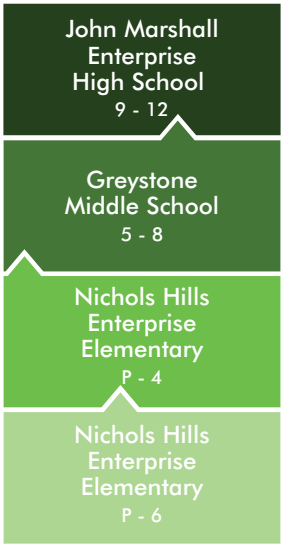 John Marshall
Enterprise
High School
9 - 12
Greystone
Middle School
5 - 8
Nichols Hills
Enterprise
Elementary
P - 4
Nichols Hills
Enterprise
Elementary
P - 6